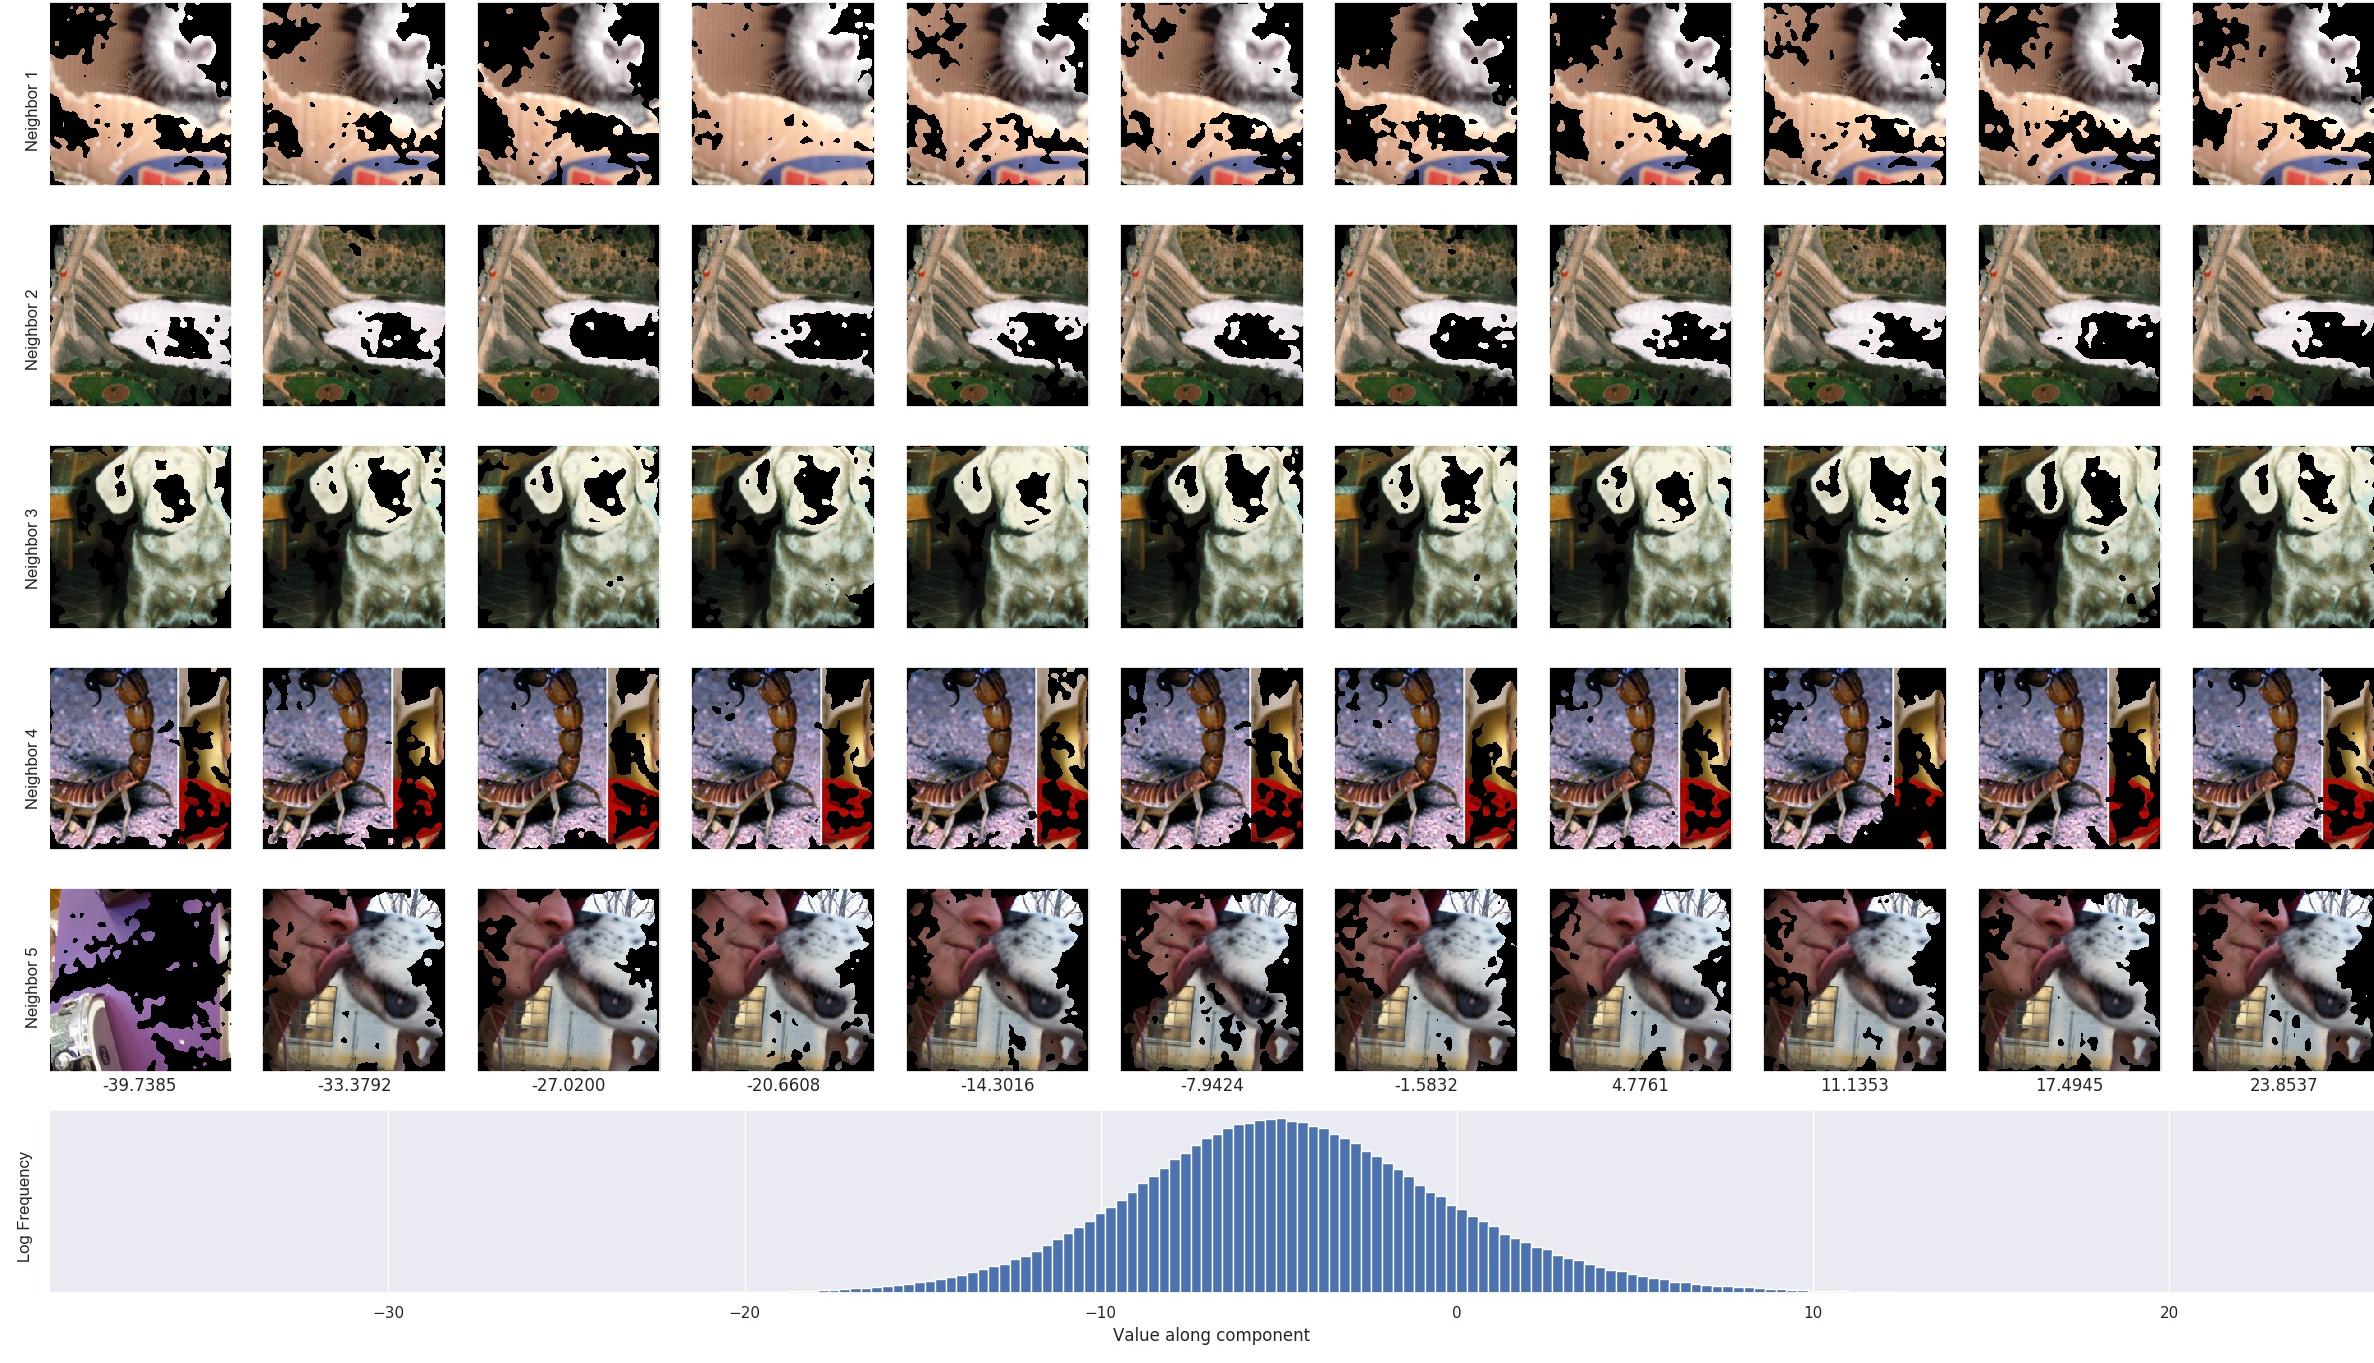 Neighbor 1
Neighbor 2
Neighbor 3
Neighbor 4
Neighbor 5
-39.7385 -33.3792 -27.0200 -20.6608 -14.3016 -7.9424 -1.5832 4.7761 11.1353 17.4945 23.8537
Log Frequency
−30 −20 −10 0 10 20
Value along component